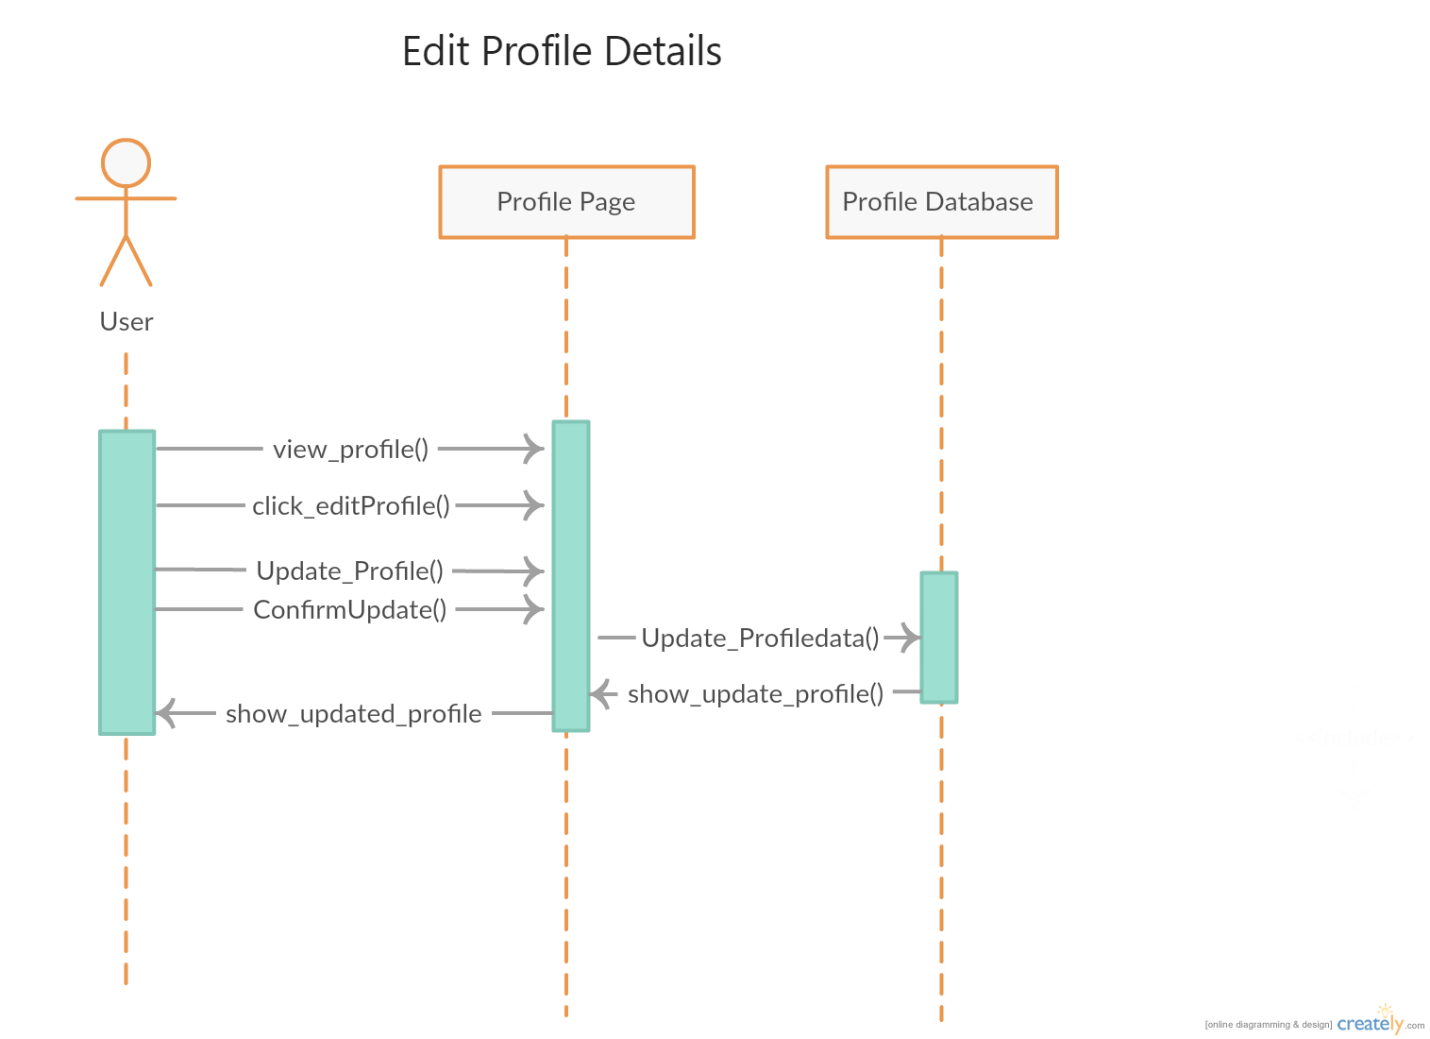 Edit Profile Details
Profile Page
Profile Database
User
view_profile()
click_editProfile()
Update_Profile()
ConfirmUpdate()
Update_Profiledata()
show_update_profile()
show_updated_profile
[online diagramming & design] creately.com